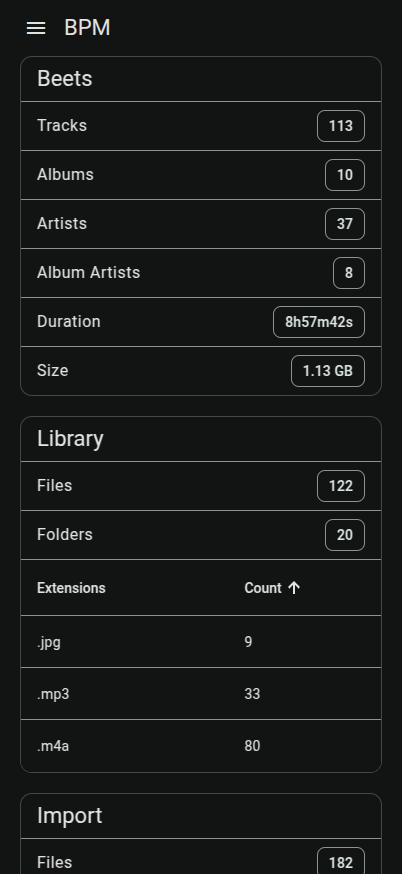 BPM
Beets
Tracks 113
Albums 10
Artists 37
Album Artists 8
Duration 8h57m42s
Size 1.13 GB
Library
Files 122
Folders 20
Extensions Count
.jpg 9
.mp3 33
.m4a 80
Import
Files 182